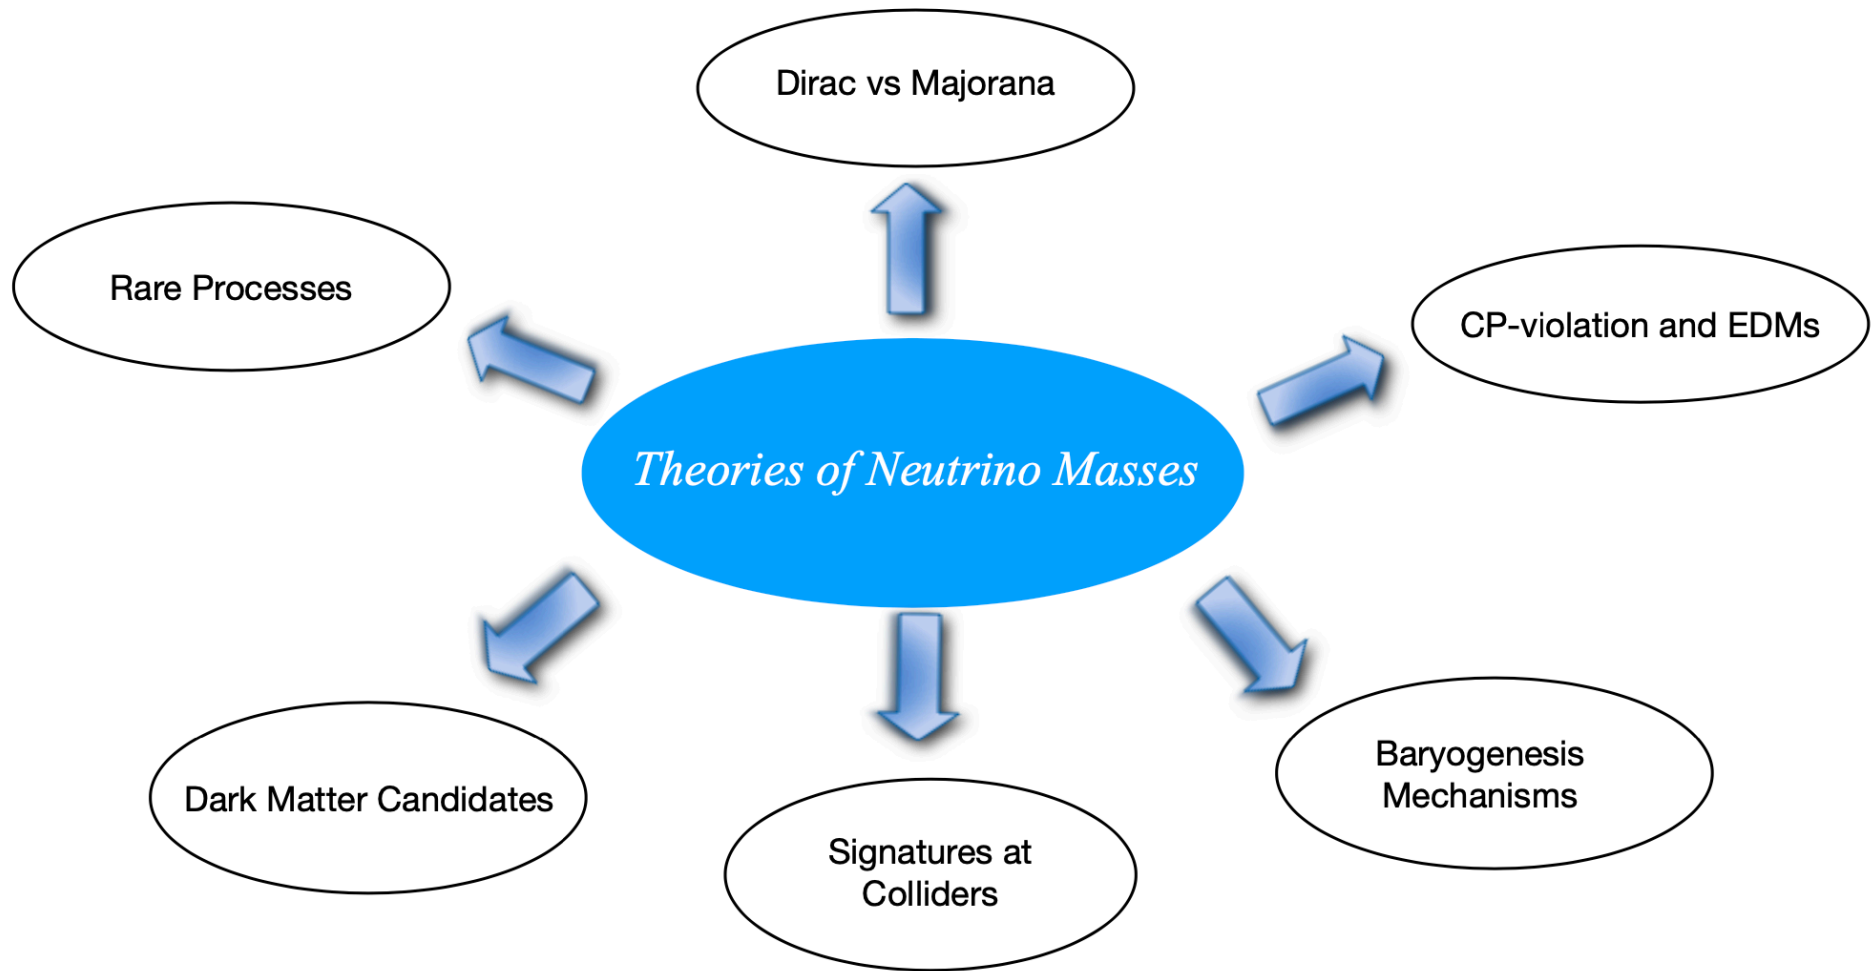 Dirac vs Majorana
Rare Processes
CP-violation and EDMs
Theories of Neutrino Masses
Dark Matter Candidates
Baryogenesis
Mechanisms
Signatures at
Colliders